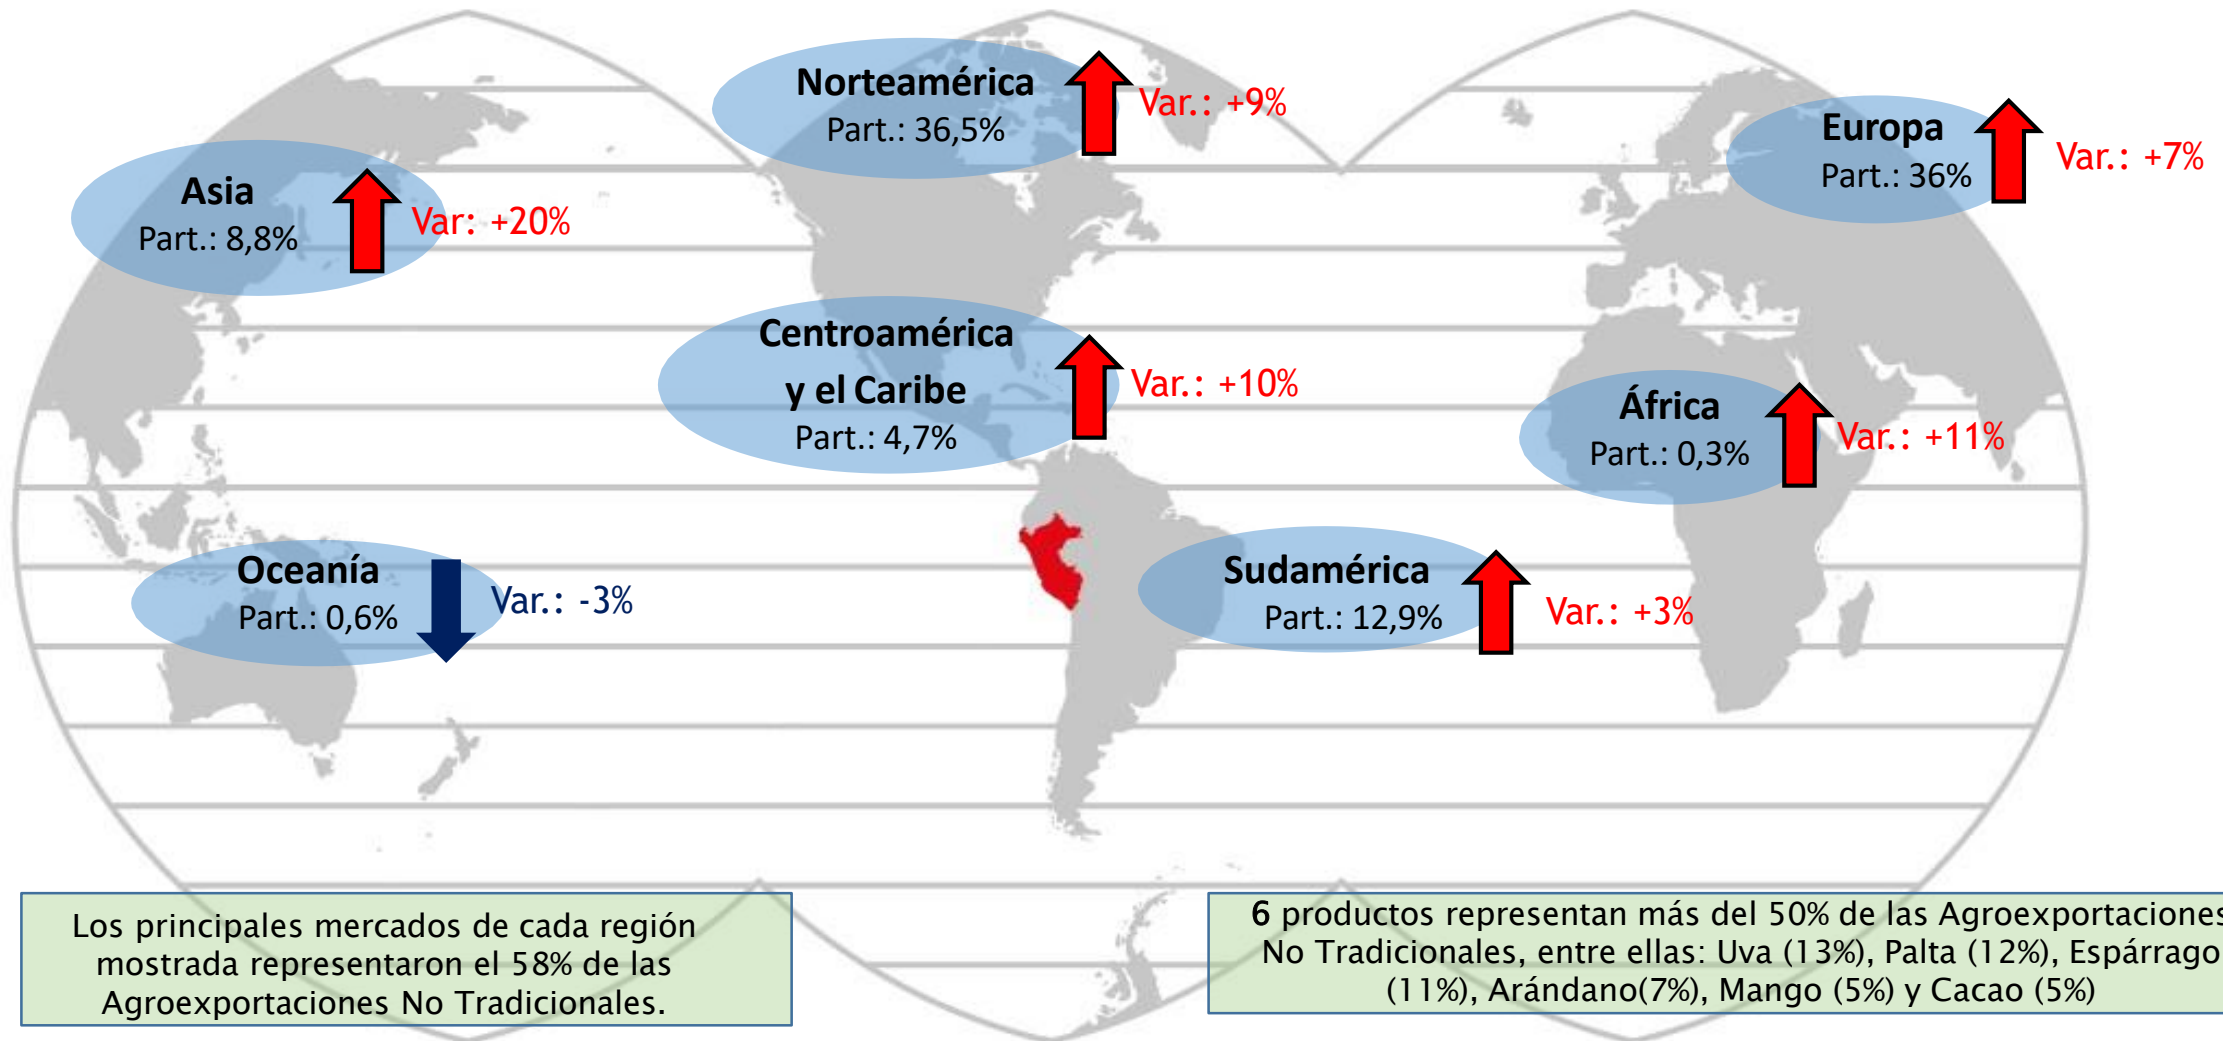 Norteamérica
Part.: 36,5%
Var.: +9%
Europa
Part.: 36%
Var.: +7%
Asia
Part.: 8,8%
Var: +20%
Centroamérica
y el Caribe
Part.: 4,7%
Var.: +10%
África
Part.: 0,3%
Var.: +11%
Oceanía
Part.: 0,6%
Var.: -3%
Sudamérica
Part.: 12,9%
Var.: +3%
Los principales mercados de cada región
mostrada representaron el 58% de las
Agroexportaciones No Tradicionales.
6 productos representan más del 50% de las Agroexportaciones
No Tradicionales, entre ellas: Uva (13%), Palta (12%), Espárrago
(11%), Arándano(7%), Mango (5%) y Cacao (5%)